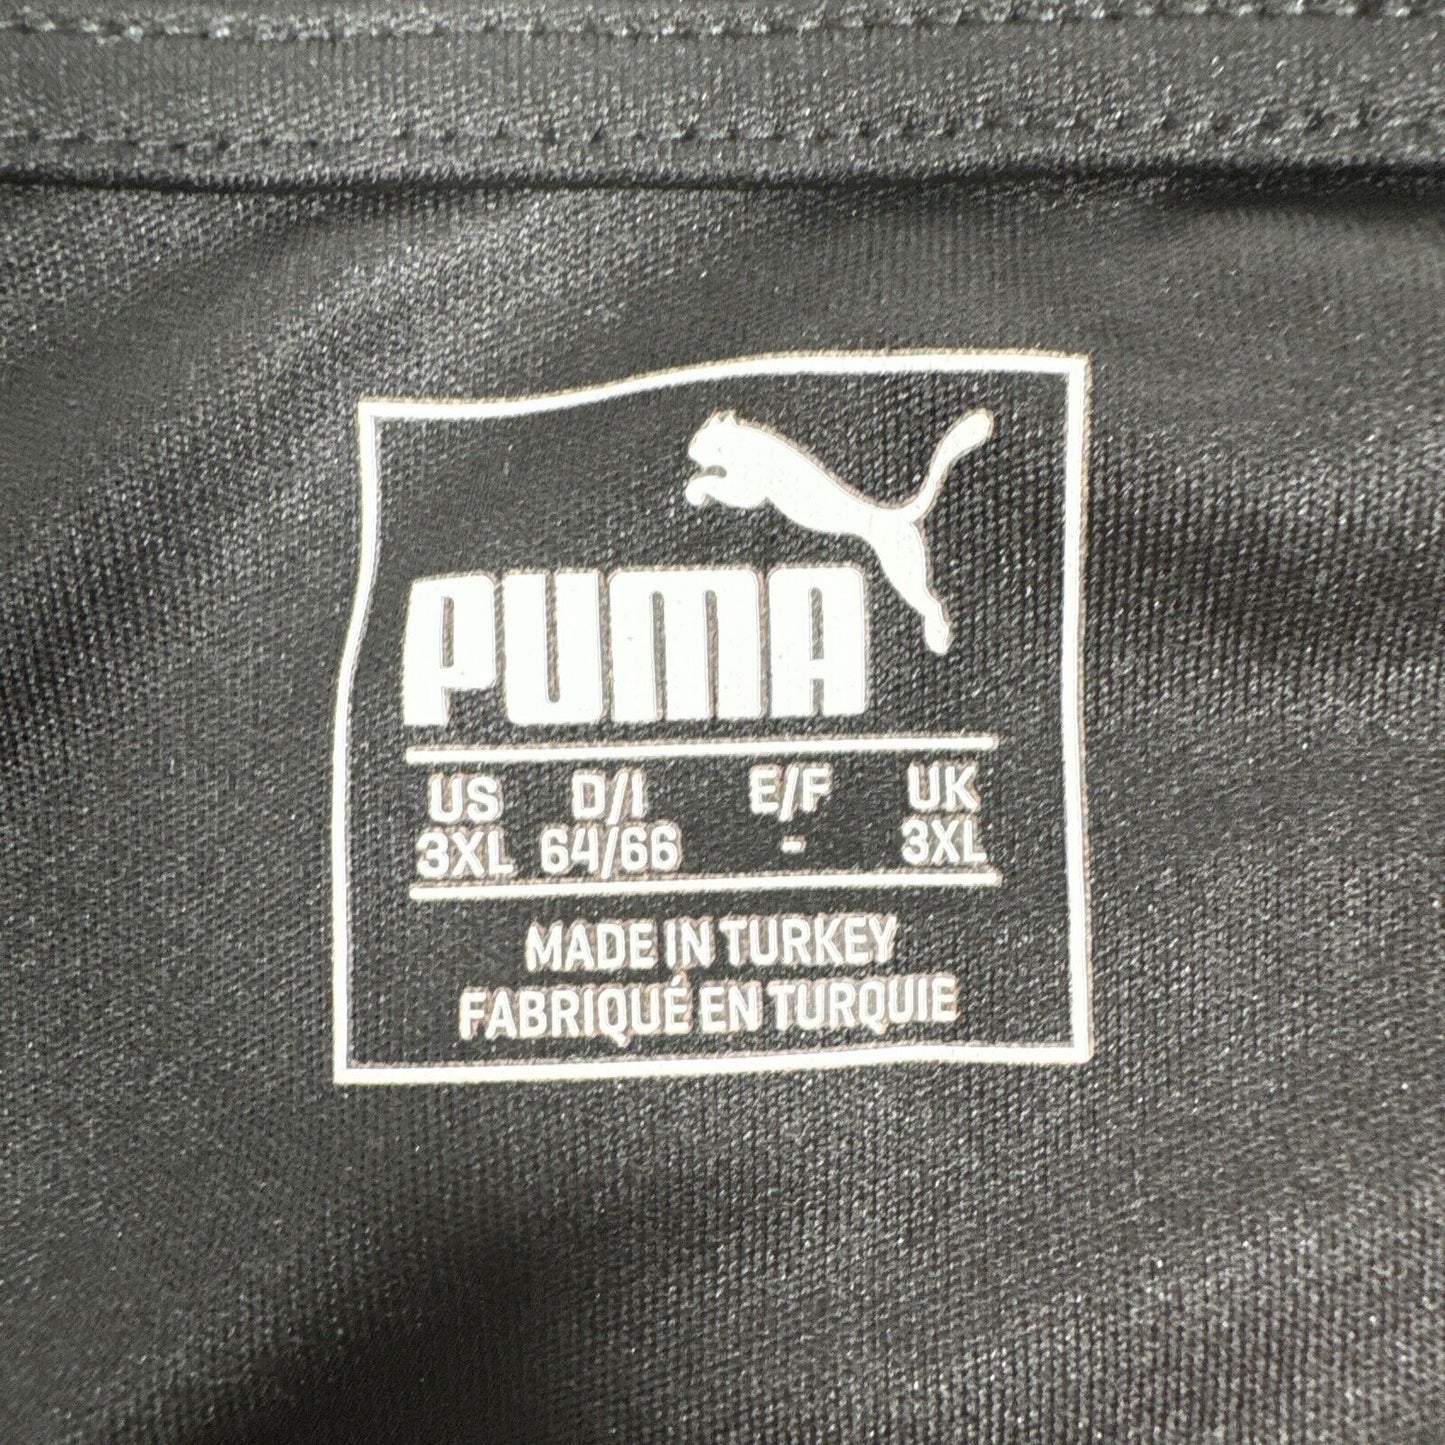 PUMA
US D/I E/F UK
3XL 64/66 - 3XL
MADE IN TURKEY
FABRIQUÉ EN TURQUIE